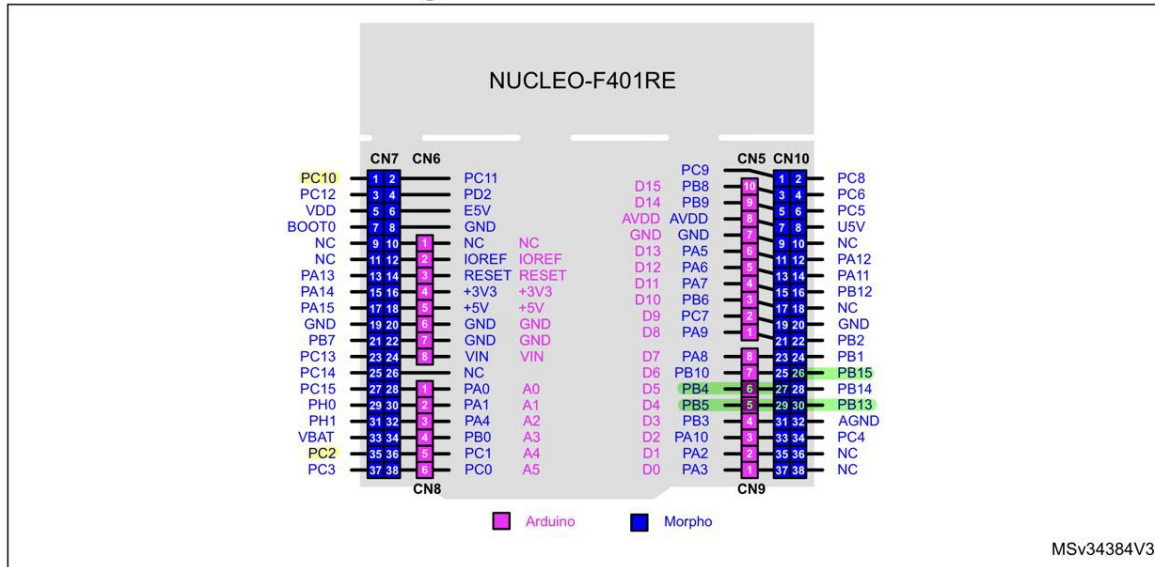 NUCLEO-F401RE
CN7 CN6 CN5 CN10
PC9
PC10 1 2 PC11 1 2 PC8
PC12 3 4 PD2 D15 PB8 10 3 4 PC6
VDD 5 6 E5V D14 PB9 9 5 6 PC5
BOOT0 7 8 GND AVDD AVDD 8 7 8 U5V
NC 9 10 1 NC NC GND GND 7 9 10 NC
NC 11 12 2 IOREF IOREF D13 PA5 6 11 12 PA12
PA13 13 14 3 RESET RESET D12 PA6 5 13 14 PA11
PA14 15 16 4 +3V3 +3V3 D11 PA7 4 15 16 PB12
PA15 17 18 5 +5V +5V D10 PB6 3 17 18 NC
GND 19 20 6 GND GND D9 PC7 2 19 20 GND
PB7 21 22 7 GND GND D8 PA9 1 21 22 PB2
PC13 23 24 8 VIN VIN D7 PA8 8 23 24 PB1
PC14 25 26 NC D6 PB10 7 25 26 PB15
PC15 27 28 1 PA0 A0 D5 PB4 6 27 28 PB14
PH0 29 30 2 PA1 A1 D4 PB5 5 29 30 PB13
PH1 31 32 3 PA4 A2 D3 PB3 4 31 32 AGND
VBAT 33 34 4 PB0 A3 D2 PA10 3 33 34 PC4
PC2 35 36 5 PC1 A4 D1 PA2 2 35 36 NC
PC3 37 38 6 PC0 A5 D0 PA3 1 37 38 NC
CN8 CN9
Arduino Morpho
MSv34384V3